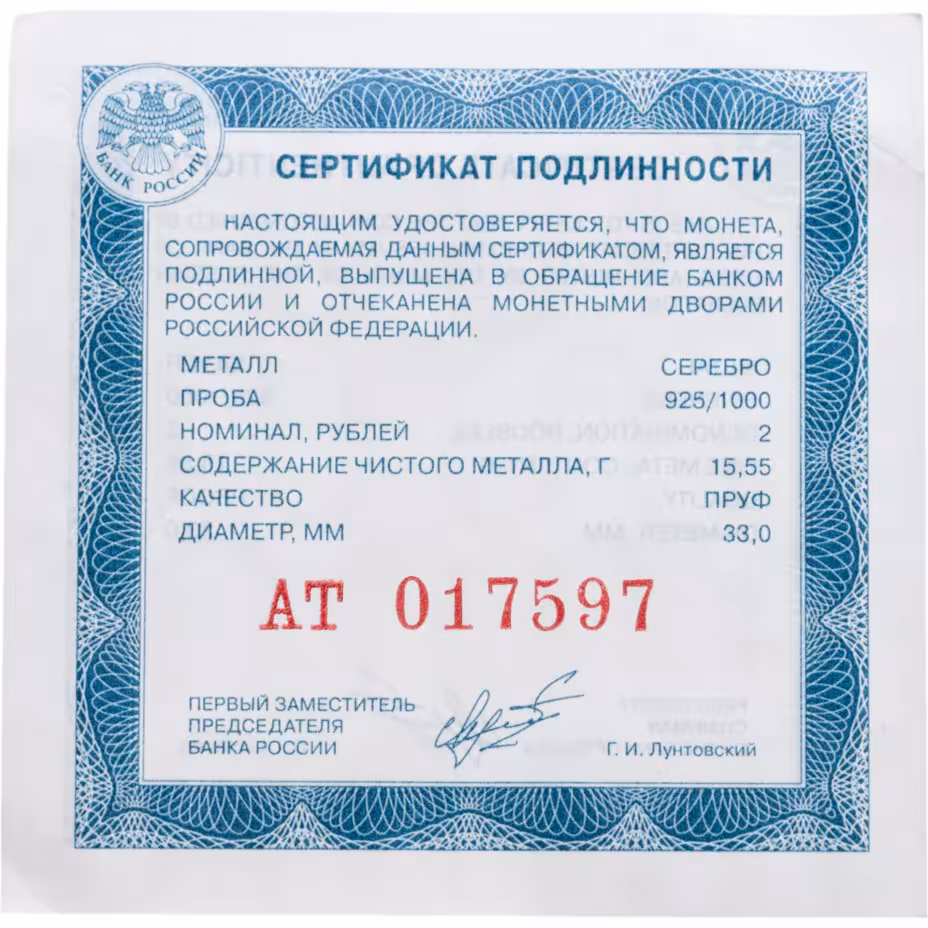 БАНК РОССИИ
СЕРТИФИКАТ ПОДЛИННОСТИ
НАСТОЯЩИМ УДОСТОВЕРЯЕТСЯ, ЧТО МОНЕТА,
СОПРОВОЖДАЕМАЯ ДАННЫМ СЕРТИФИКАТОМ, ЯВЛЯЕТСЯ
ПОДЛИННОЙ, ВЫПУЩЕНА В ОБРАЩЕНИЕ БАНКОМ
РОССИИ И ОТЧЕКАНЕНА МОНЕТНЫМИ ДВОРАМИ
РОССИЙСКОЙ ФЕДЕРАЦИИ.
МЕТАЛЛ СЕРЕБРО
ПРОБА 925/1000
НОМИНАЛ, РУБЛЕЙ 2
СОДЕРЖАНИЕ ЧИСТОГО МЕТАЛЛА, Г 15,55
КАЧЕСТВО ПРУФ
ДИАМЕТР, ММ 33,0
АТ 017597
ПЕРВЫЙ ЗАМЕСТИТЕЛЬ
ПРЕДСЕДАТЕЛЯ
БАНКА РОССИИ Г. И. Лунтовский